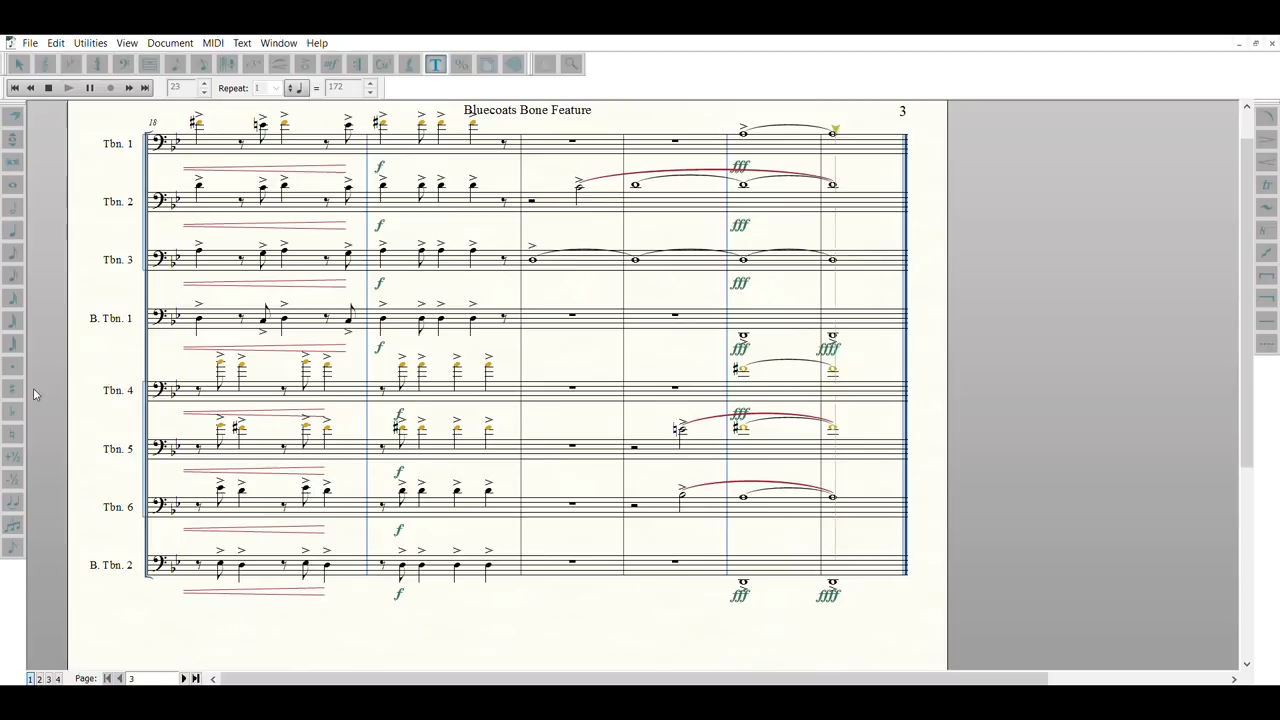 File Edit Utilities View Document MIDI Text Window Help
T
23 Repeat: 1 = 172
Bluecoats Bone Feature 3
18
Tbn. 1
f fff
Tbn. 2
f fff
Tbn. 3
f fff
B. Tbn. 1
f fff ffff
Tbn. 4
f fff
Tbn. 5
f
Tbn. 6
f
B. Tbn. 2
f fff ffff
1 2 3 4 Page: 3